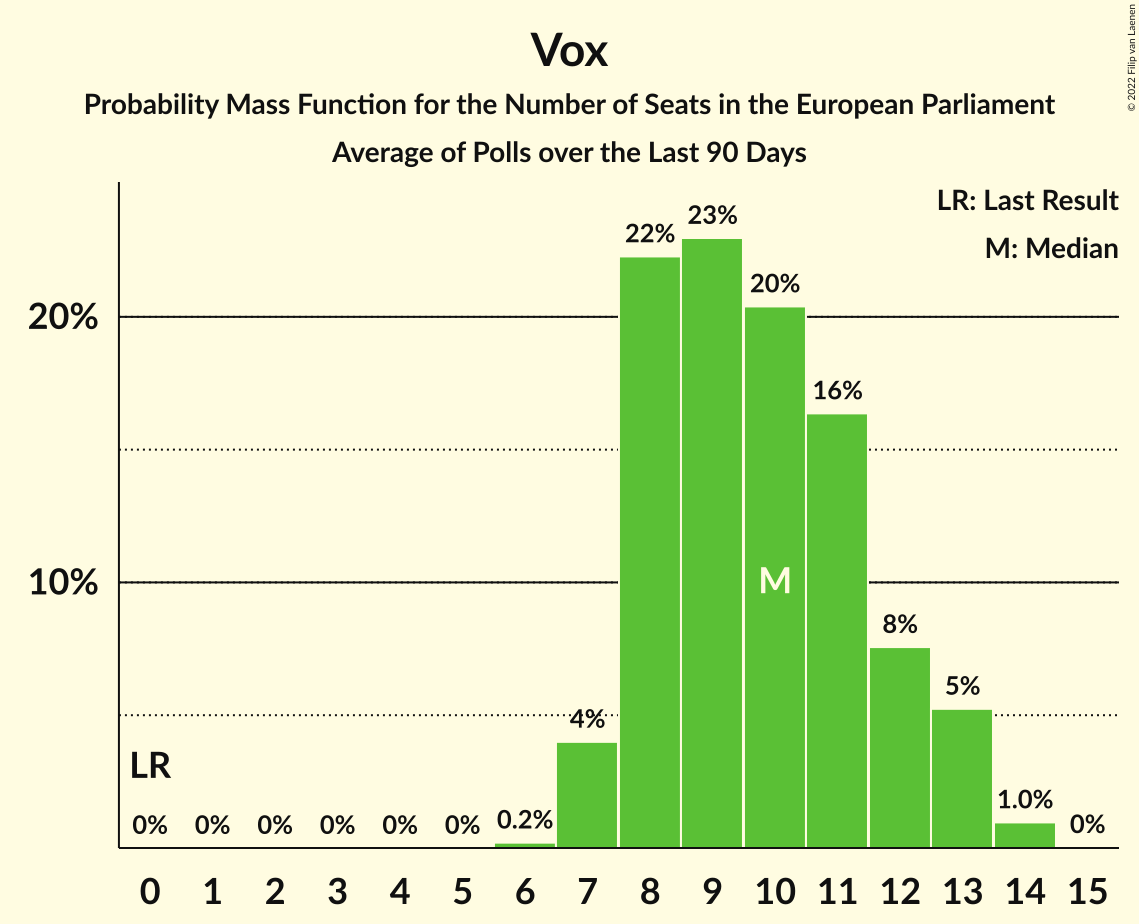 Vox
Probability Mass Function for the Number of Seats in the European Parliament
Average of Polls over the Last 90 Days
© 2022 Filip van Laenen
LR: Last Result
M: Median
23%
22%
20%
20%
16%
10%
M
8%
5%
4%
LR
0% 0% 0% 0% 0% 0% 0.2% 1.0% 0%
0 1 2 3 4 5 6 7 8 9 10 11 12 13 14 15